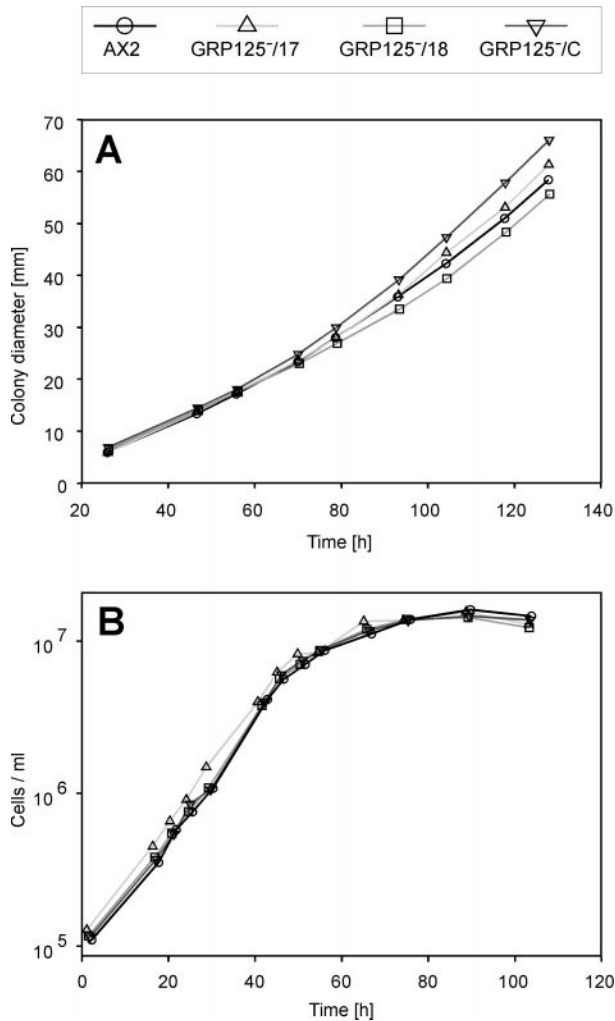 AX2 GRP125⁻/17 GRP125⁻/18 GRP125⁻/C
A
70
60
50
40
30
20
10
0
Colony diameter [mm]
20 40 60 80 100 120 140
Time [h]
B
10⁷
10⁶
10⁵
Cells / ml
0 20 40 60 80 100 120
Time [h]